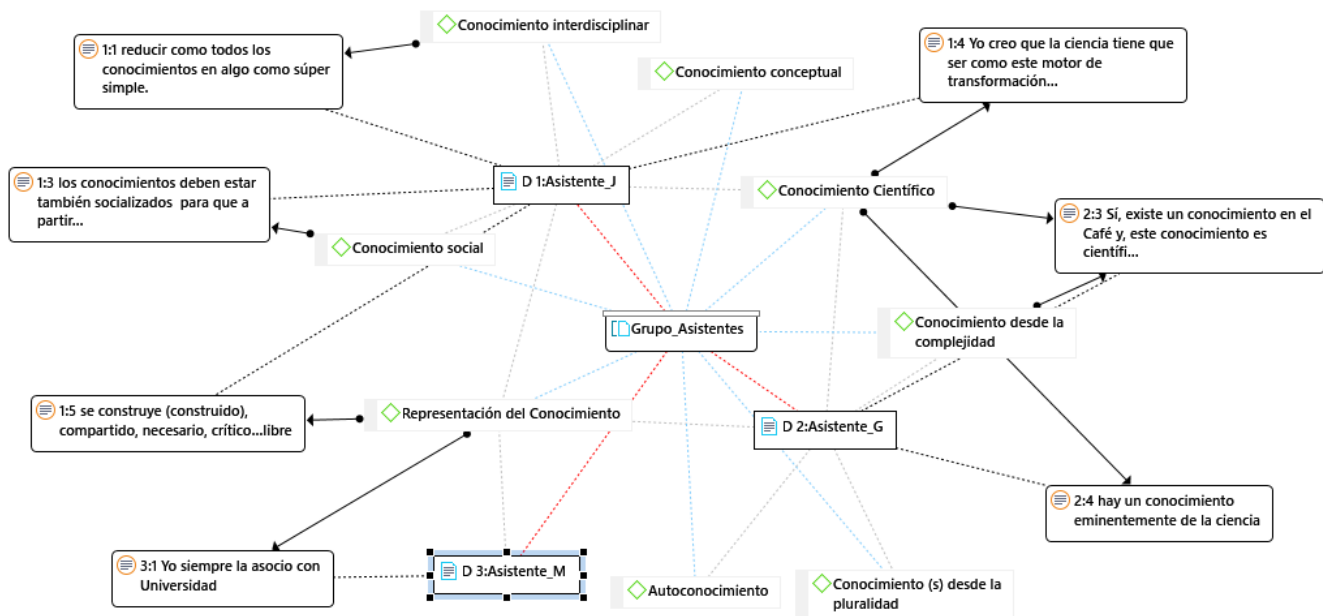 Conocimiento interdisciplinar
1:1 reducir como todos los
conocimientos en algo como súper
simple.
1:4 Yo creo que la ciencia tiene que
ser como este motor de
transformación...
Conocimiento conceptual
D 1:Asistente_J
1:3 los conocimientos deben estar
también socializados para que a
partir...
Conocimiento Científico
2:3 Sí, existe un conocimiento en el
Café y, este conocimiento es
científi...
Conocimiento social
Grupo_Asistentes
Conocimiento desde la
complejidad
1:5 se construye (construido),
compartido, necesario, crítico...libre
Representación del Conocimiento
D 2:Asistente_G
2:4 hay un conocimiento
eminentemente de la ciencia
3:1 Yo siempre la asocio con
Universidad
D 3:Asistente_M
Autoconocimiento
Conocimiento (s) desde la
pluralidad